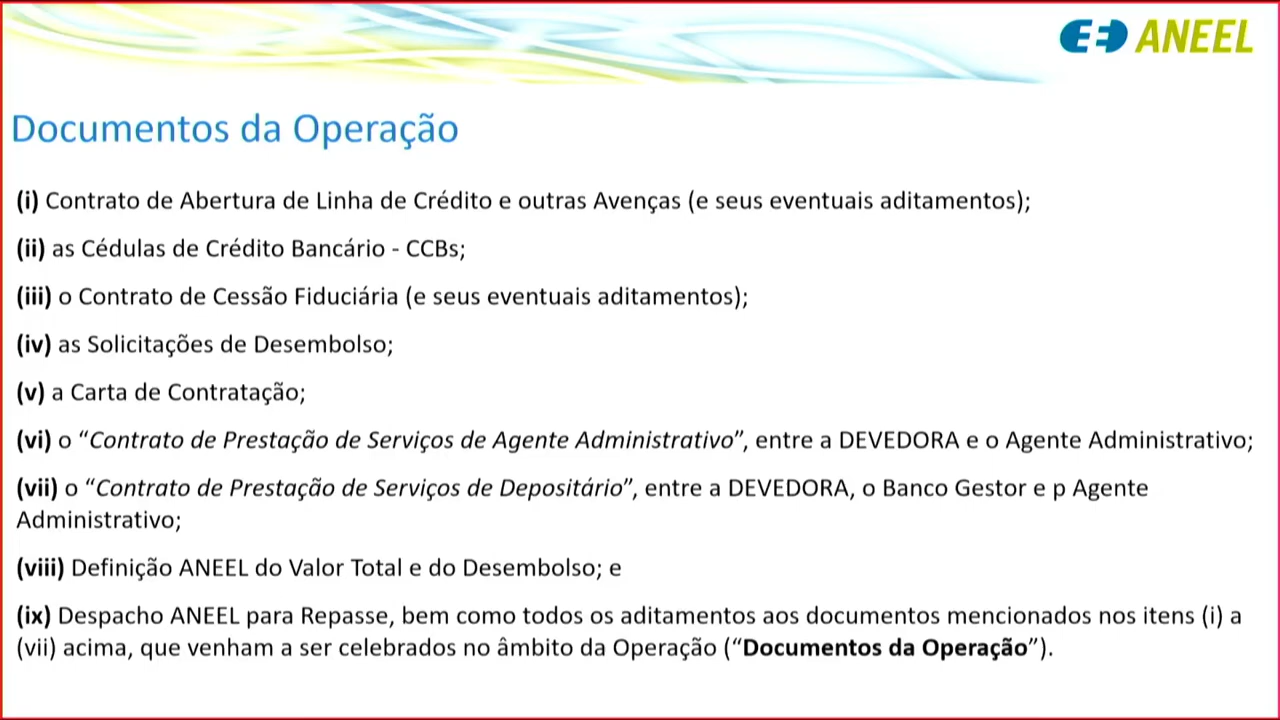 ANEEL
Documentos da Operação
(i) Contrato de Abertura de Linha de Crédito e outras Avenças (e seus eventuais aditamentos);
(ii) as Cédulas de Crédito Bancário - CCBs;
(iii) o Contrato de Cessão Fiduciária (e seus eventuais aditamentos);
(iv) as Solicitações de Desembolso;
(v) a Carta de Contratação;
(vi) o “Contrato de Prestação de Serviços de Agente Administrativo”, entre a DEVEDORA e o Agente Administrativo;
(vii) o “Contrato de Prestação de Serviços de Depositário”, entre a DEVEDORA, o Banco Gestor e p Agente
Administrativo;
(viii) Definição ANEEL do Valor Total e do Desembolso; e
(ix) Despacho ANEEL para Repasse, bem como todos os aditamentos aos documentos mencionados nos itens (i) a
(vii) acima, que venham a ser celebrados no âmbito da Operação (“Documentos da Operação”).